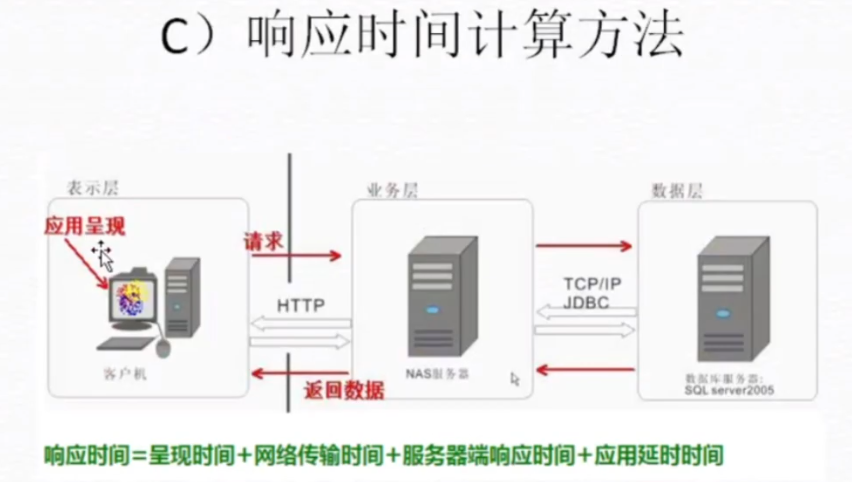 C）响应时间计算方法
表示层
业务层
数据层
应用呈现
请求
HTTP
TCP/IP
JDBC
客户机
返回数据
NAS服务器
数据库服务器:
SQL server2005
响应时间=呈现时间+网络传输时间+服务器端响应时间+应用延时时间